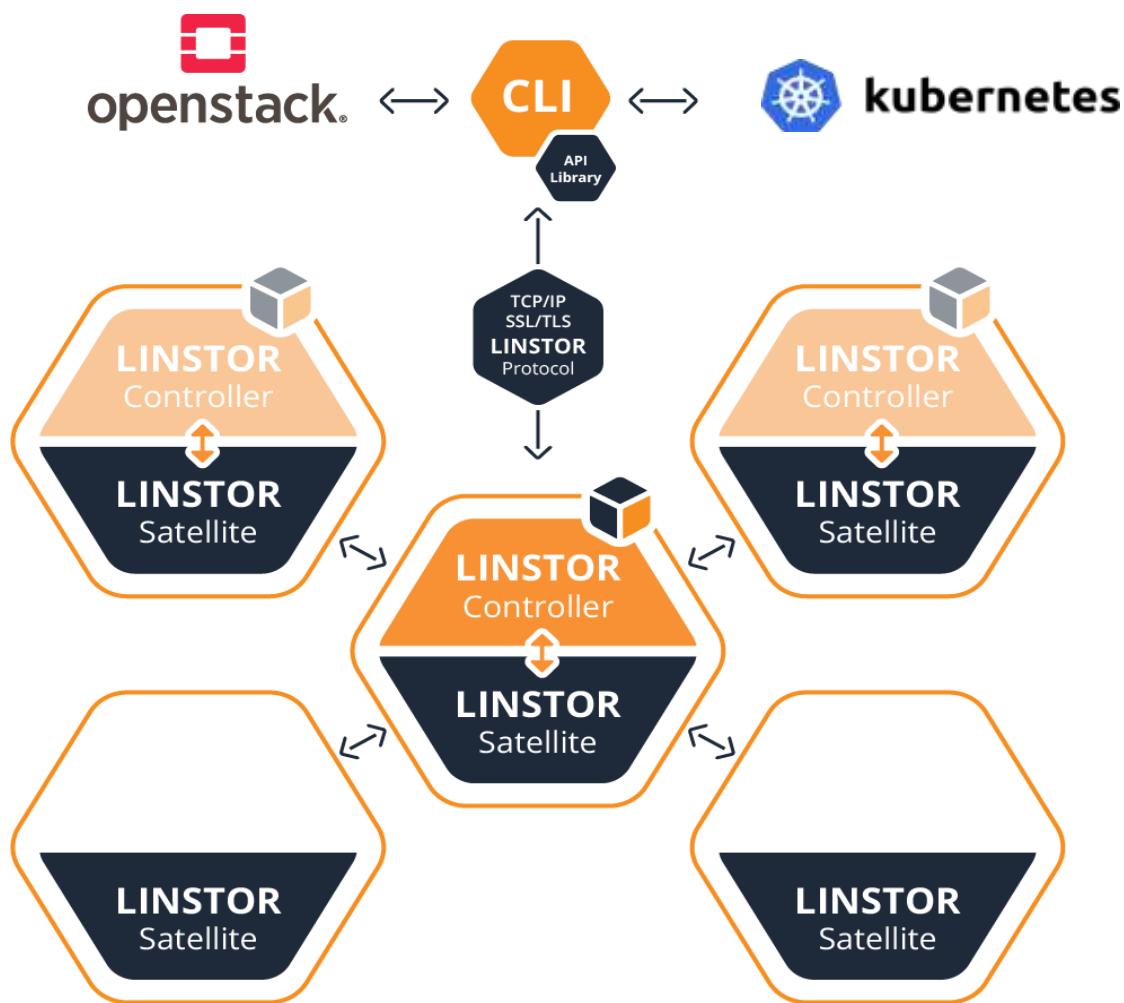 openstack.
CLI
API
Library
kubernetes
TCP/IP
SSL/TLS
LINSTOR
Protocol
LINSTOR
Controller
LINSTOR
Satellite
LINSTOR
Controller
LINSTOR
Satellite
LINSTOR
Controller
LINSTOR
Satellite
LINSTOR
Satellite
LINSTOR
Satellite